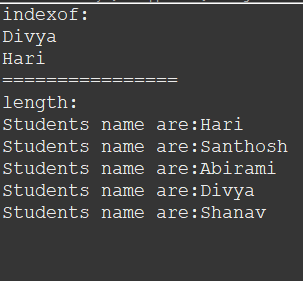 indexof:
Divya
Hari
================
length:
Students name are:Hari
Students name are:Santhosh
Students name are:Abirami
Students name are:Divya
Students name are:Shanav